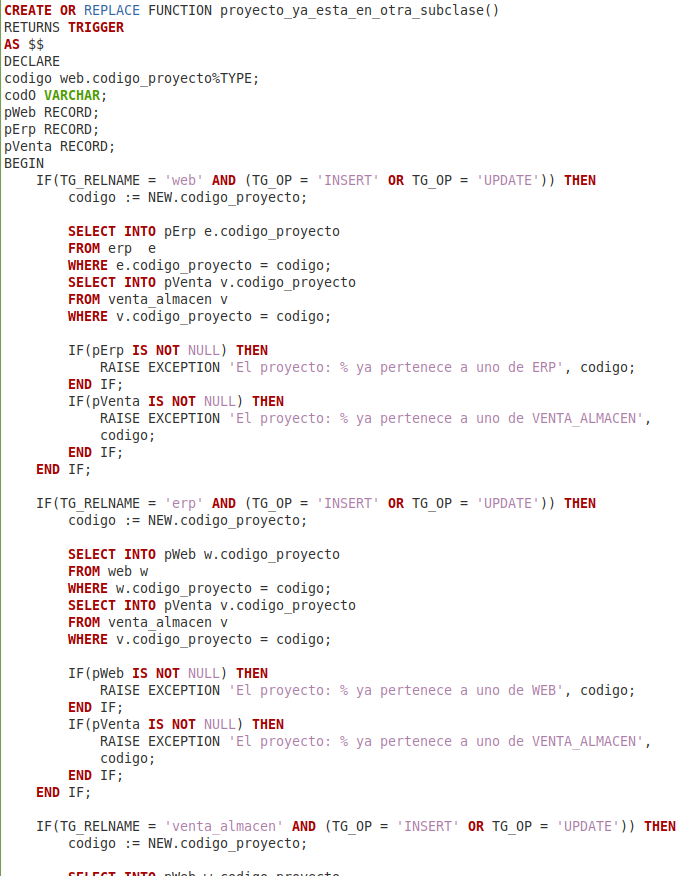 CREATE OR REPLACE FUNCTION proyecto_ya_esta_en_otra_subclase()
RETURNS TRIGGER
AS $$
DECLARE
codigo web.codigo_proyecto%TYPE;
codO VARCHAR;
pWeb RECORD;
pErp RECORD;
pVenta RECORD;
BEGIN
    IF(TG_RELNAME = 'web' AND (TG_OP = 'INSERT' OR TG_OP = 'UPDATE')) THEN
        codigo := NEW.codigo_proyecto;

        SELECT INTO pErp e.codigo_proyecto
        FROM erp  e
        WHERE e.codigo_proyecto = codigo;
        SELECT INTO pVenta v.codigo_proyecto
        FROM venta_almacen v
        WHERE v.codigo_proyecto = codigo;

        IF(pErp IS NOT NULL) THEN
            RAISE EXCEPTION 'El proyecto: % ya pertenece a uno de ERP', codigo;
        END IF;
        IF(pVenta IS NOT NULL) THEN
            RAISE EXCEPTION 'El proyecto: % ya pertenece a uno de VENTA_ALMACEN',
            codigo;
        END IF;
    END IF;

    IF(TG_RELNAME = 'erp' AND (TG_OP = 'INSERT' OR TG_OP = 'UPDATE')) THEN
        codigo := NEW.codigo_proyecto;

        SELECT INTO pWeb w.codigo_proyecto
        FROM web w
        WHERE w.codigo_proyecto = codigo;
        SELECT INTO pVenta v.codigo_proyecto
        FROM venta_almacen v
        WHERE v.codigo_proyecto = codigo;

        IF(pWeb IS NOT NULL) THEN
            RAISE EXCEPTION 'El proyecto: % ya pertenece a uno de WEB', codigo;
        END IF;
        IF(pVenta IS NOT NULL) THEN
            RAISE EXCEPTION 'El proyecto: % ya pertenece a uno de VENTA_ALMACEN',
            codigo;
        END IF;
    END IF;

    IF(TG_RELNAME = 'venta_almacen' AND (TG_OP = 'INSERT' OR TG_OP = 'UPDATE')) THEN
        codigo := NEW.codigo_proyecto;

        SELECT INTO pWeb w.codigo_proyecto